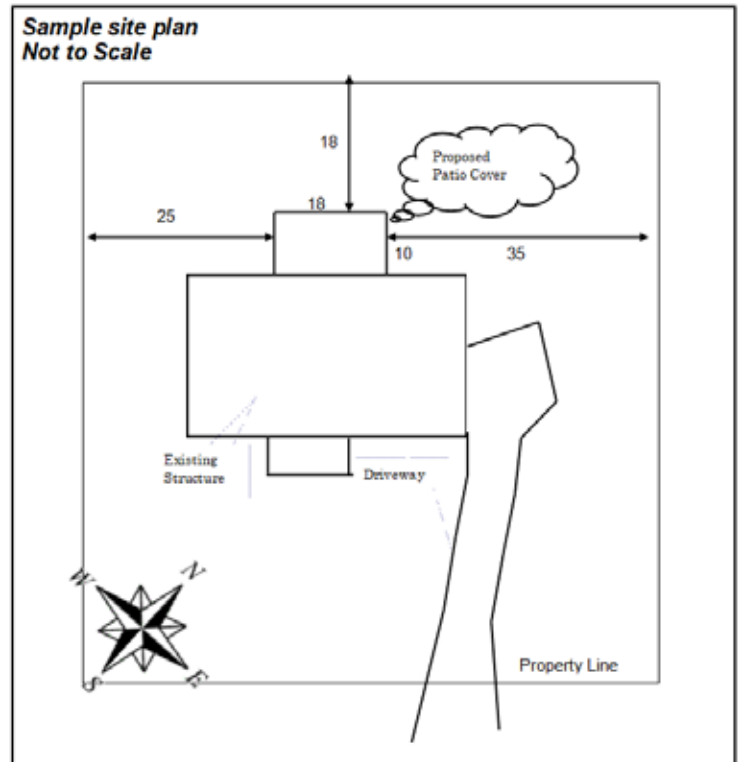 Sample site plan
Not to Scale
18
Proposed
Patio Cover
18
25
10
35
Existing
Structure
Driveway
W
N
S
E
Property Line